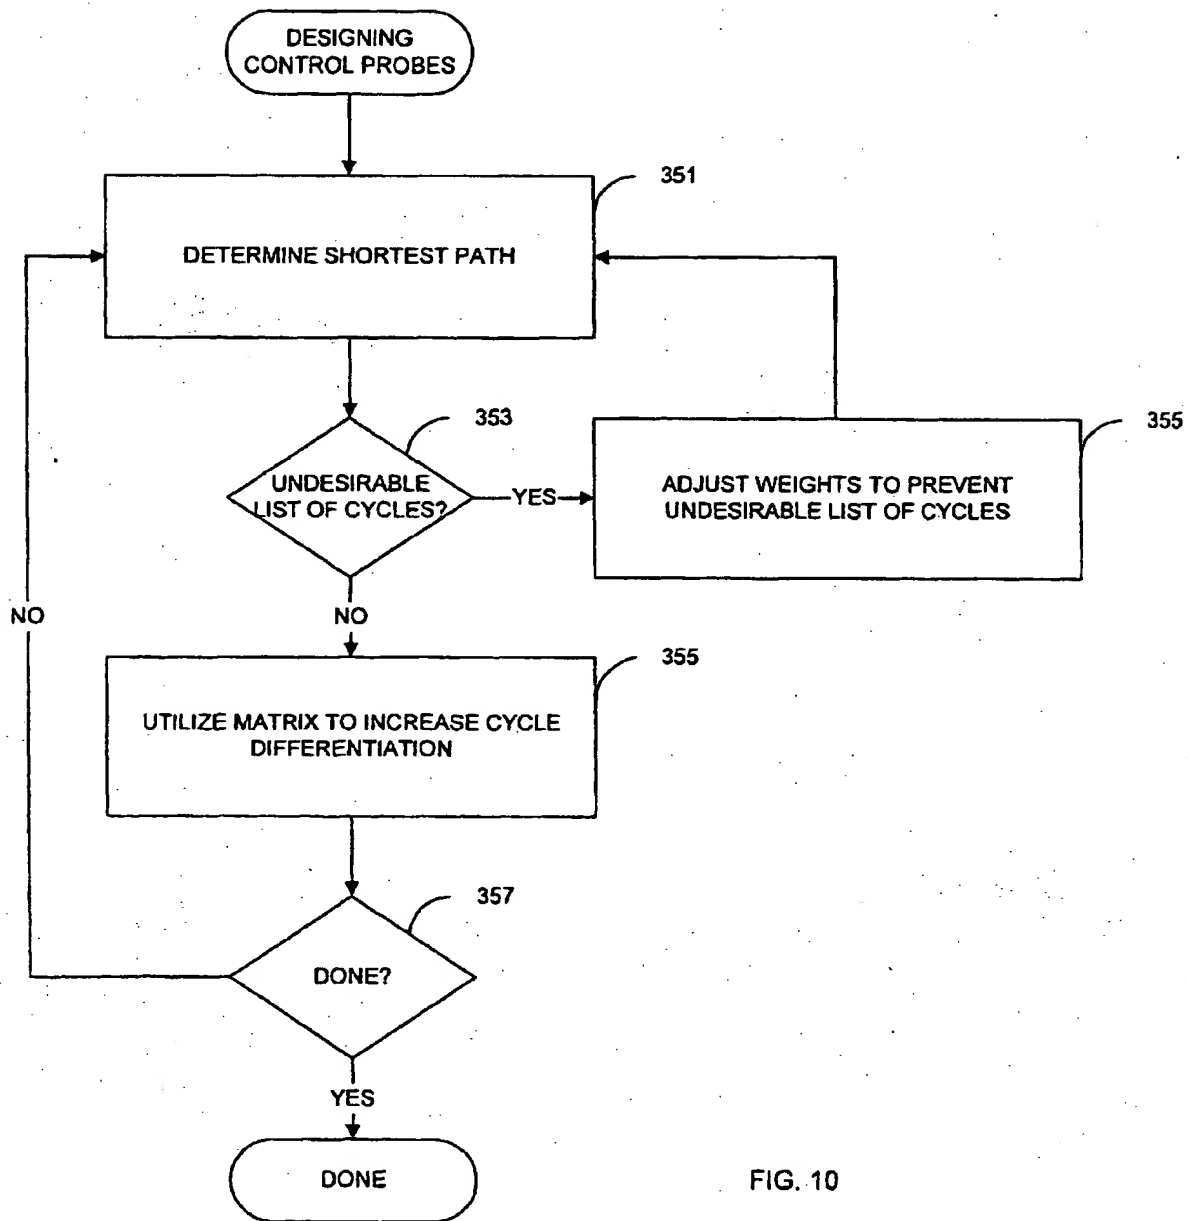 DESIGNING
CONTROL PROBES
351
DETERMINE SHORTEST PATH
353
UNDESIRABLE
LIST OF CYCLES?
YES
355
ADJUST WEIGHTS TO PREVENT
UNDESIRABLE LIST OF CYCLES
NO
NO
355
UTILIZE MATRIX TO INCREASE CYCLE
DIFFERENTIATION
357
DONE?
YES
DONE
FIG. 10